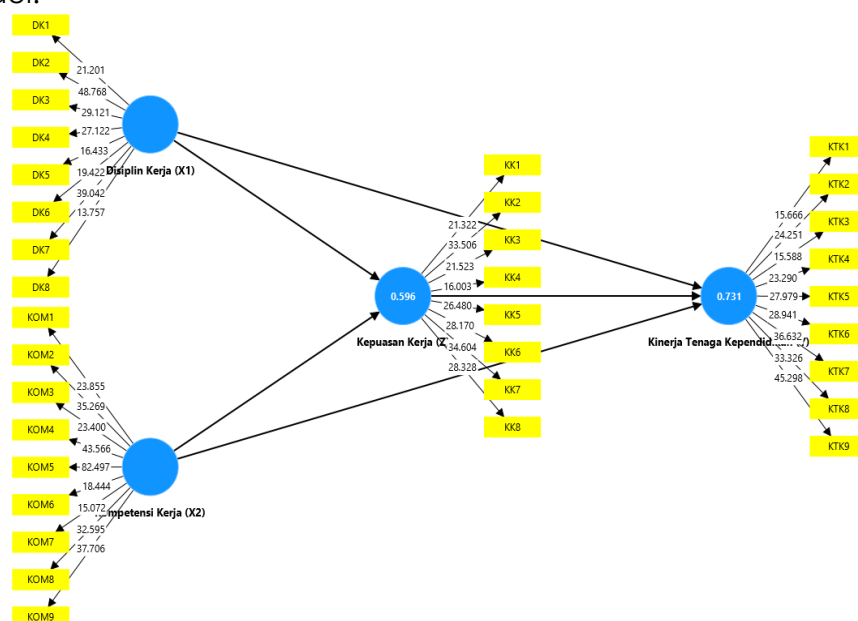 DK1
DK2
DK3
DK4
DK5
DK6
DK7
DK8
21.201
48.768
29.121
27.122
16.433
19.422
39.042
13.757
Disiplin Kerja (X1)
KOM1
KOM2
KOM3
KOM4
KOM5
KOM6
KOM7
KOM8
KOM9
23.855
35.269
23.400
43.566
82.497
18.444
15.072
32.595
37.706
Kerja (X2)
KK1
KK2
KK3
KK4
KK5
KK6
KK7
KK8
21.322
33.506
21.523
16.003
26.480
28.170
34.604
28.328
0.596
Kepuasan Kerja (Z
KTK1
KTK2
KTK3
KTK4
KTK5
KTK6
KTK7
KTK8
KTK9
15.666
24.251
15.588
23.290
27.979
28.941
36.632
33.326
45.298
0.731
Kinerja Tenaga